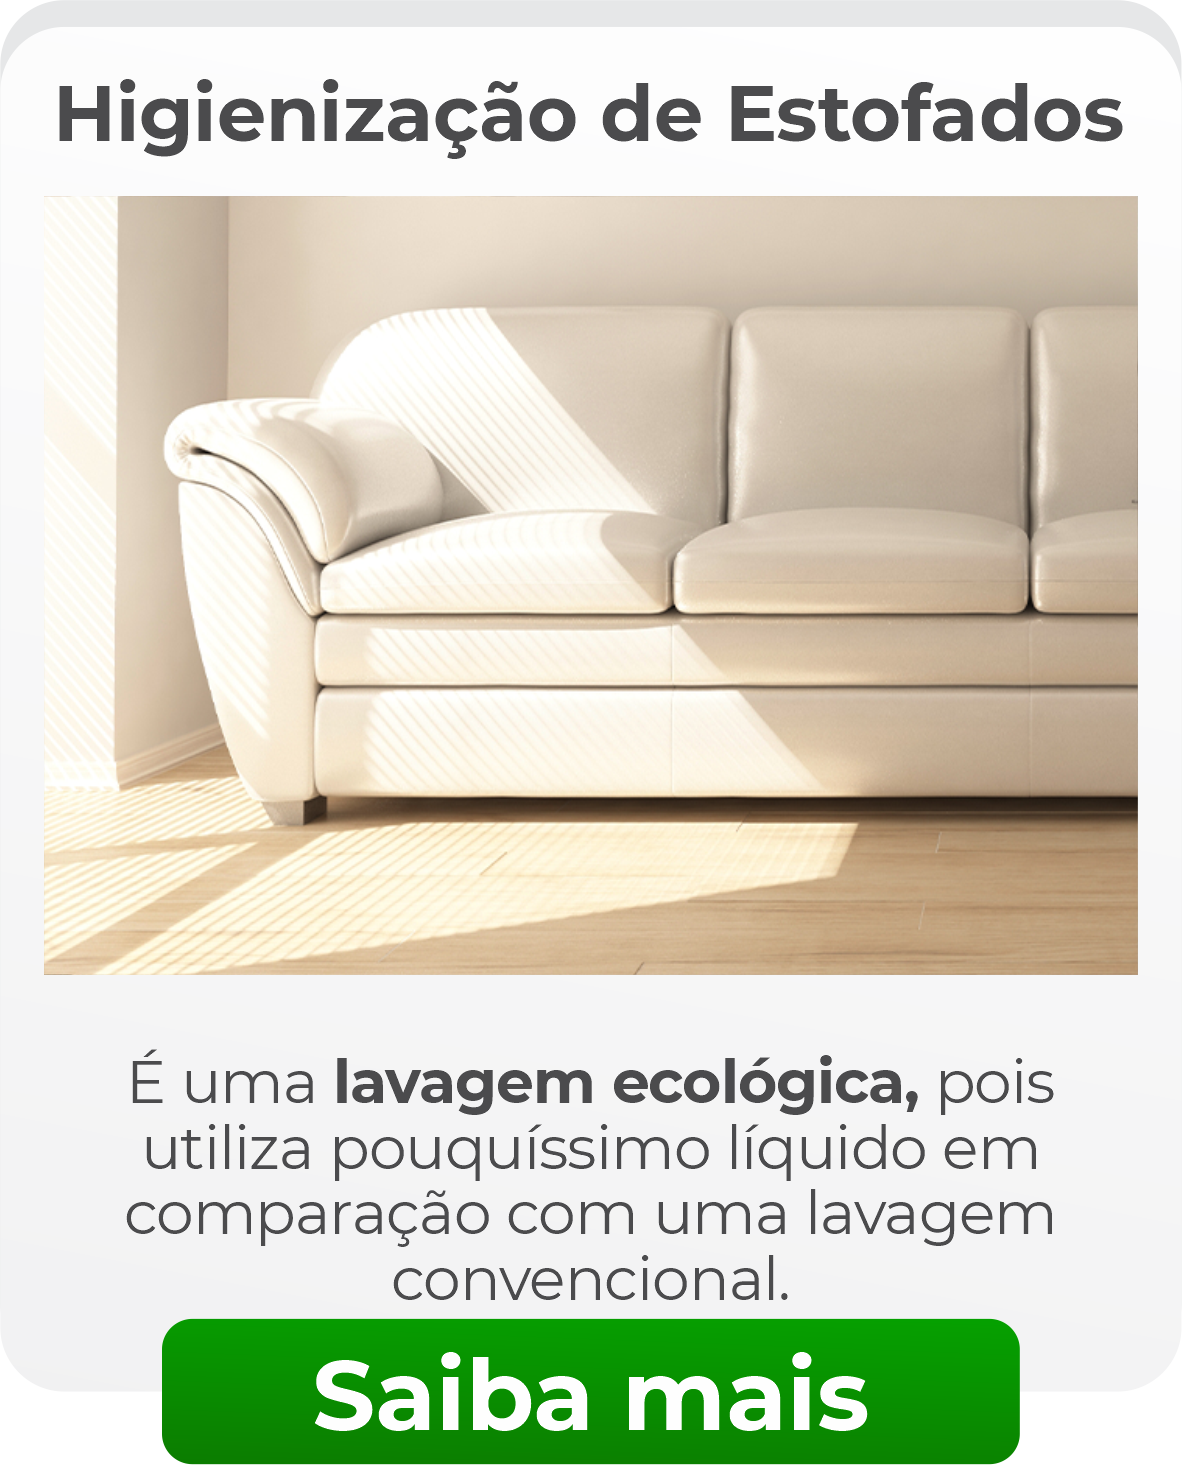 Higienização de Estofados
É uma lavagem ecológica, pois
utiliza pouquíssimo líquido em
comparação com uma lavagem
convencional.
Saiba mais